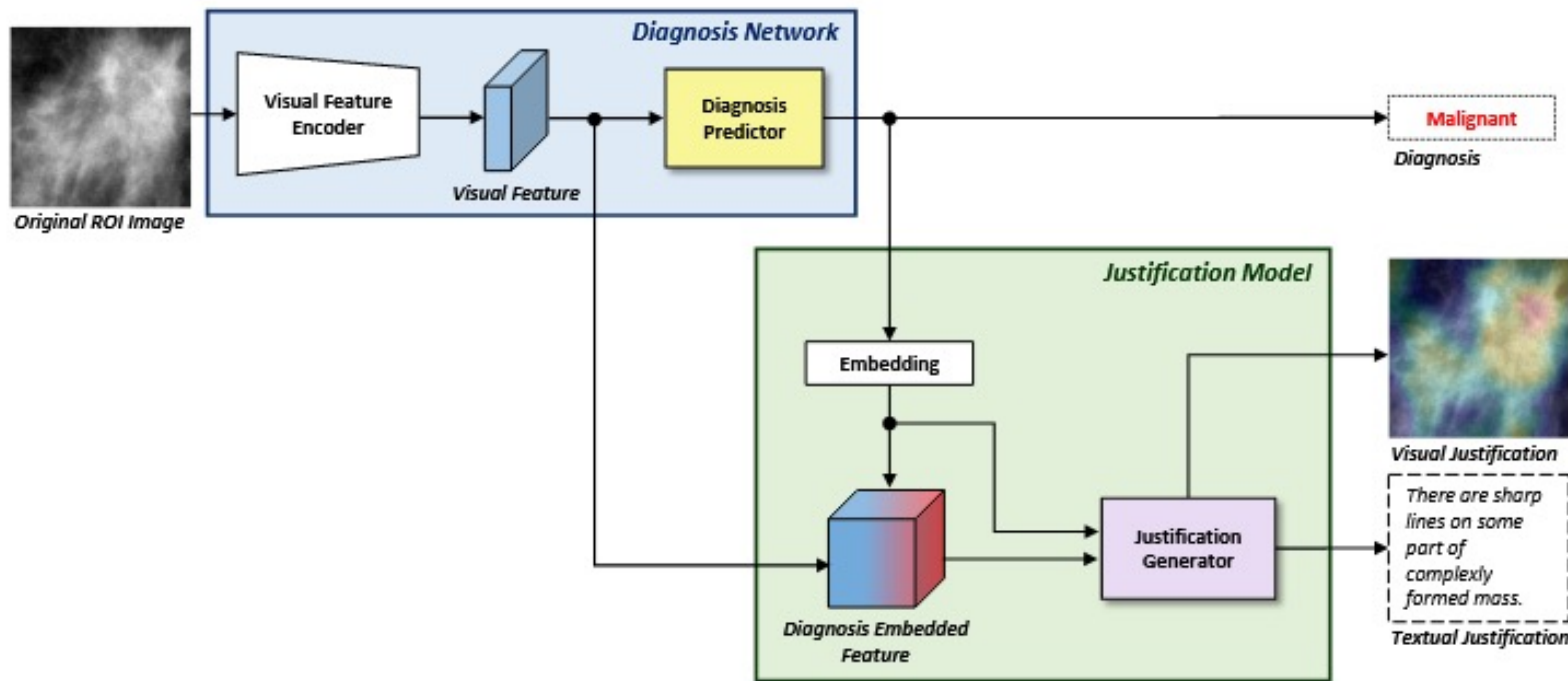 Diagnosis Network
Visual Feature
Encoder
Diagnosis
Predictor
Malignant
Diagnosis
Visual Feature
Original ROI Image
Justification Model
Embedding
Visual Justification
There are sharp
lines on some
part of
complexly
formed mass.
Justification
Generator
Textual Justification
Diagnosis Embedded
Feature